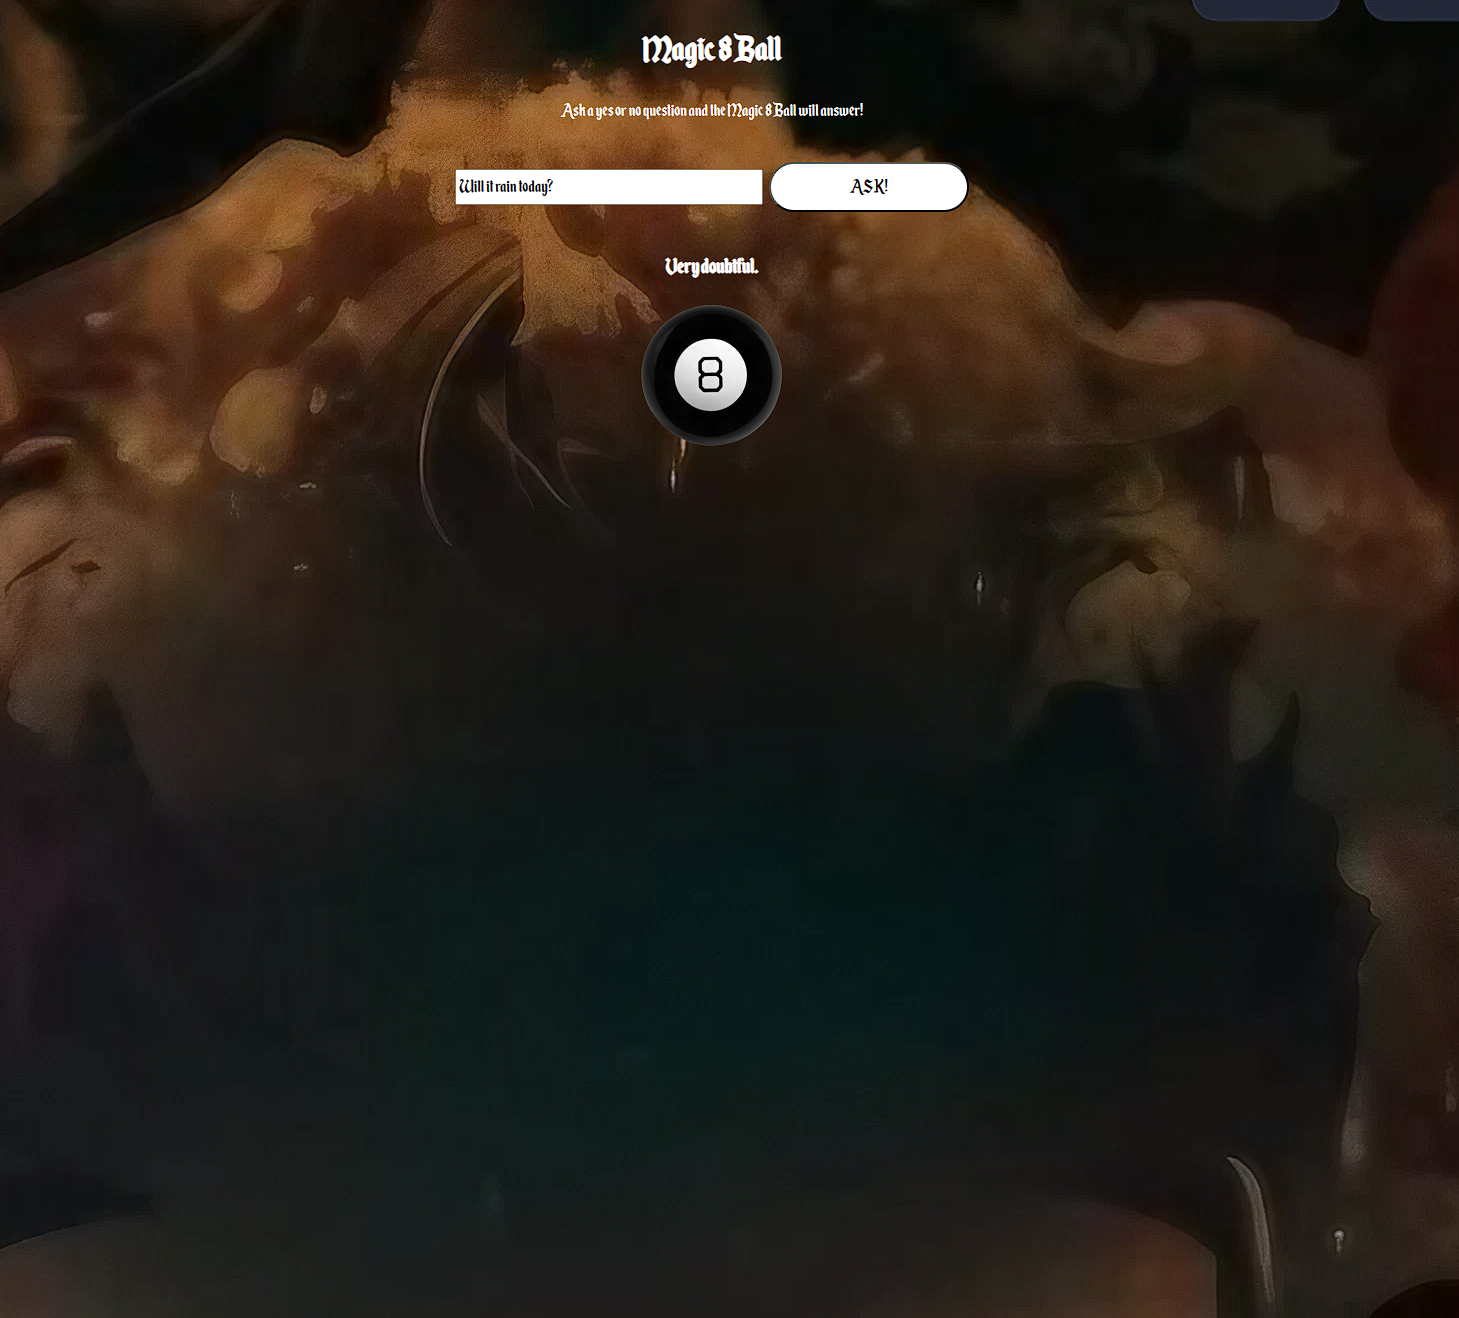 Magic 8 Ball
Ask a yes or no question and the Magic 8 Ball will answer!
Will it rain today?
ASK!
Very doubtful.
8